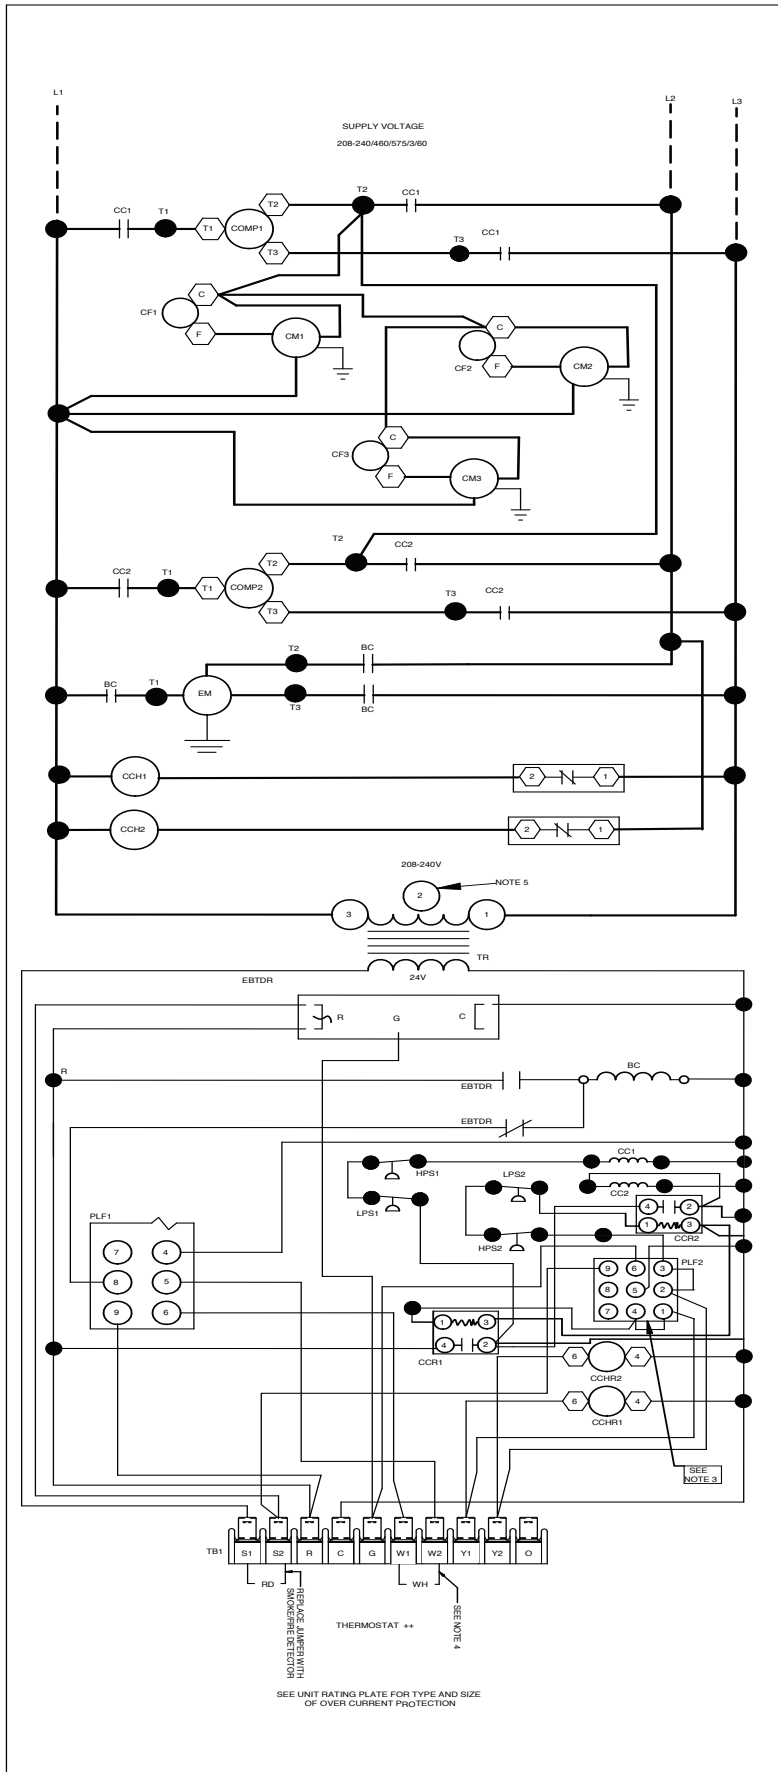 L1
L2
L3
SUPPLY VOLTAGE
208-240/460/575/3/60
T2
CC1
CC1
T1
T1
COMP1
T2
T3
T3
CC1
C
CF1
F
CM1
C
CF2
F
CM2
C
CF3
F
CM3
T2
CC2
CC2
T1
T1
COMP2
T2
T3
T3
CC2
T2
BC
BC
T1
EM
T3
BC
CCH1
2
1
CCH2
2
1
208-240V
2
NOTE 5
3
1
TR
24V
EBTDR
R
G
C
R
EBTDR
BC
EBTDR
CC1
HPS1
LPS2
CC2
LPS1
4
2
1
3
CCR2
HPS2
PLF1
7
4
8
5
9
6
PLF2
9
6
3
8
5
2
7
4
1
1
3
4
2
CCR1
6
4
CCHR2
6
4
CCHR1
SEE
NOTE 3
TB1
S1
S2
R
C
G
W1
W2
Y1
Y2
O
RD
WH
REPLACE JUMPER WITH
SMOKE/FIRE DETECTOR
SEE NOTE 4
THERMOSTAT ++
SEE UNIT RATING PLATE FOR TYPE AND SIZE
OF OVER CURRENT PROTECTION